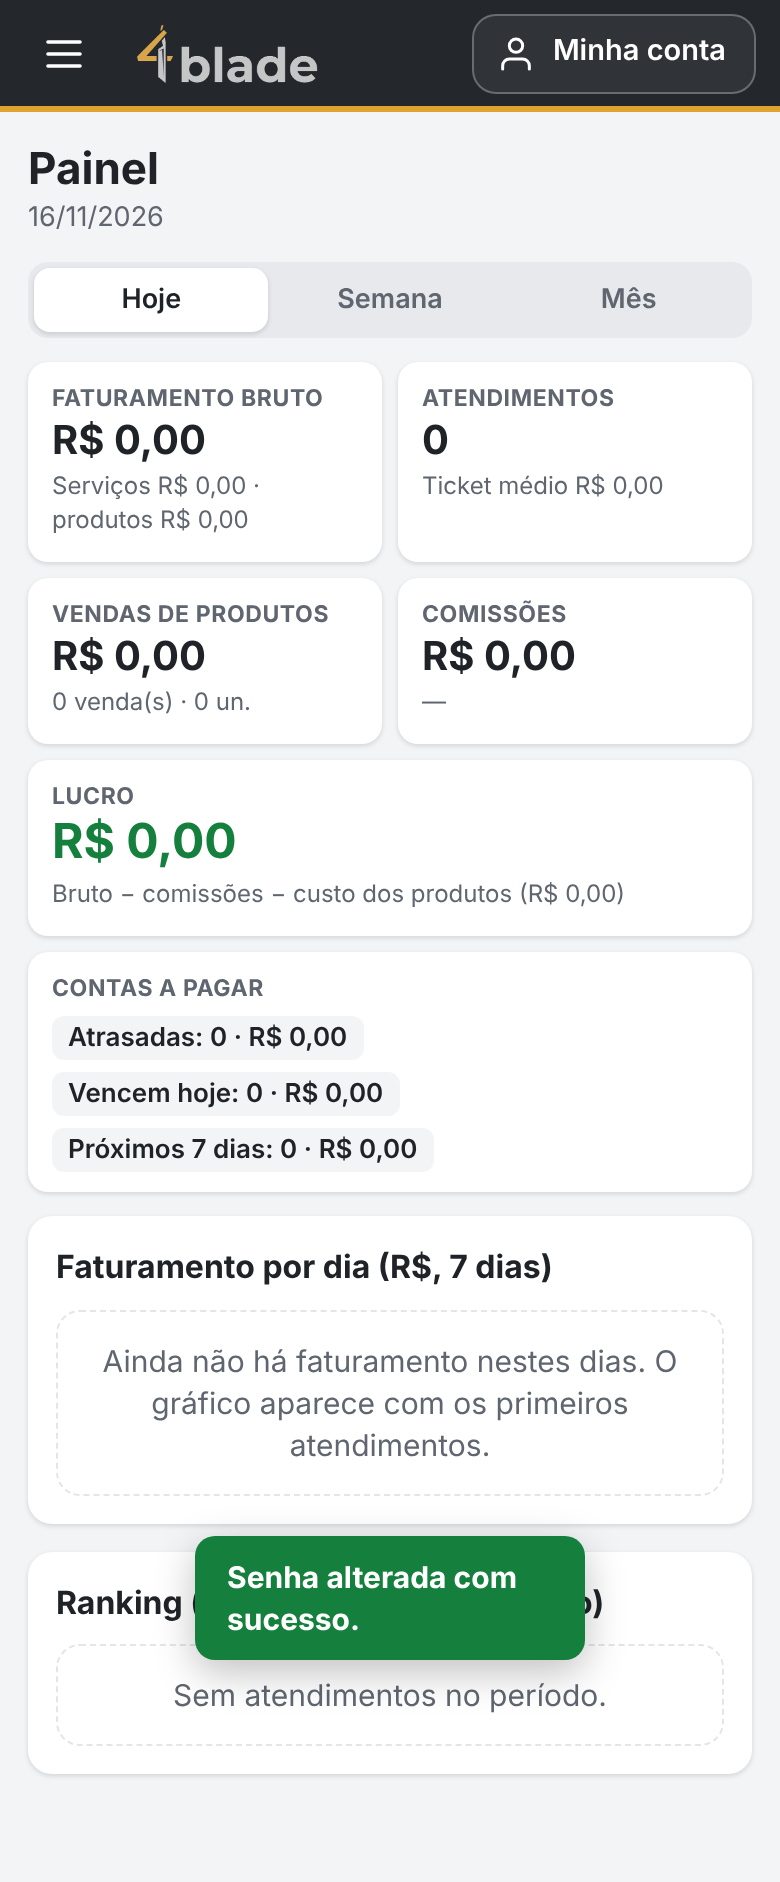 4blade
Minha conta
Painel
16/11/2026
Hoje
Semana
Mês
FATURAMENTO BRUTO
R$ 0,00
Serviços R$ 0,00 ·
produtos R$ 0,00
ATENDIMENTOS
0
Ticket médio R$ 0,00
VENDAS DE PRODUTOS
R$ 0,00
0 venda(s) · 0 un.
COMISSÕES
R$ 0,00
—
LUCRO
R$ 0,00
Bruto − comissões − custo dos produtos (R$ 0,00)
CONTAS A PAGAR
Atrasadas: 0 · R$ 0,00
Vencem hoje: 0 · R$ 0,00
Próximos 7 dias: 0 · R$ 0,00
Faturamento por dia (R$, 7 dias)
Ainda não há faturamento nestes dias. O
gráfico aparece com os primeiros
atendimentos.
Ranking
Senha alterada com
sucesso.
Sem atendimentos no período.